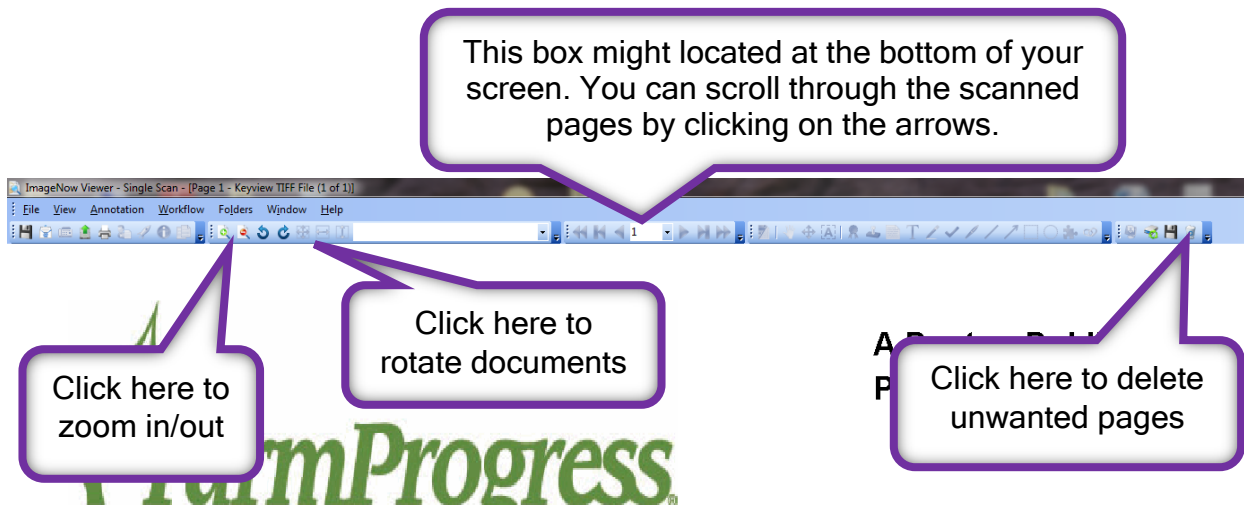 This box might located at the bottom of your
screen. You can scroll through the scanned
pages by clicking on the arrows.
ImageNow Viewer - Single Scan - [Page 1 - Keyview TIFF File (1 of 1)]
File View Annotation Workflow Folders Window Help
1
Click here to
rotate documents
Click here to
zoom in/out
Click here to delete
unwanted pages
FarmProgress